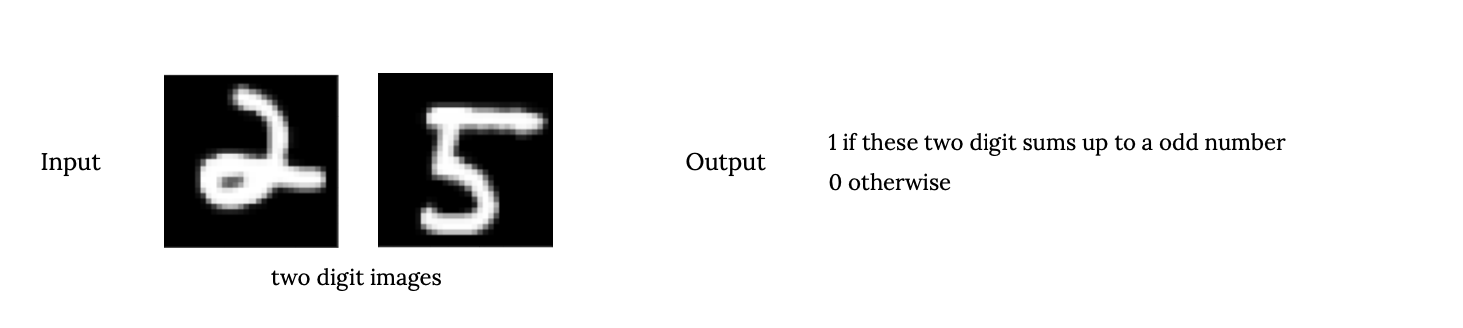 Input
2 5
two digit images
Output
1 if these two digit sums up to a odd number
0 otherwise